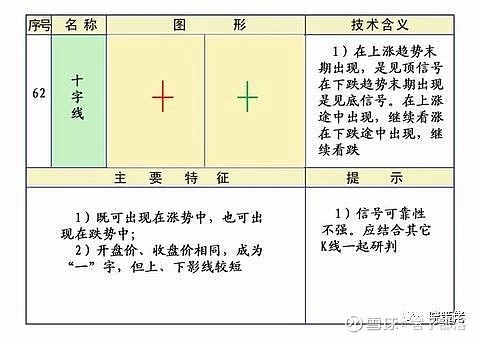 序号 名称 图形 技术含义
62
十字线
1）在上涨趋势末
期出现，是见顶信号
在下跌趋势末期出现
是见底信号。在上涨
途中出现，继续看涨
在下跌途中出现，继
续看跌
主要特征 提示
1）既可出现在涨势中，也可出
现在跌势中；
2）开盘价、收盘价相同，成为
“一”字，但上、下影线较短
1）信号可靠性
不强。应结合其它
K线一起研判
雪球